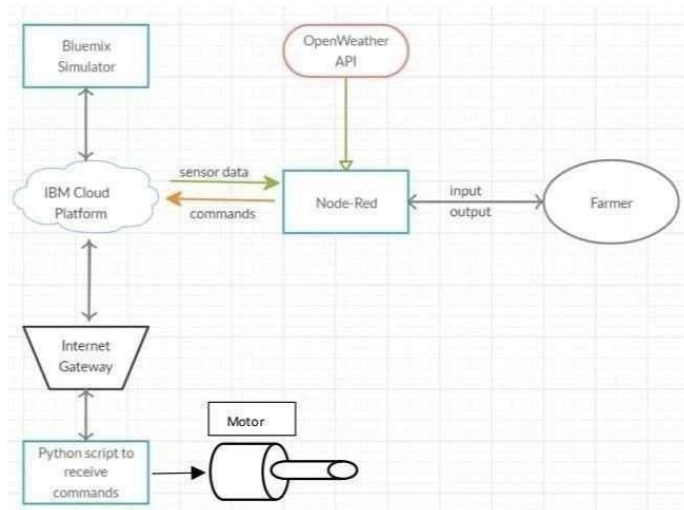 Bluemix
Simulator
OpenWeather
API
sensor data
commands
IBM Cloud
Platform
Node-Red
input
output
Farmer
Internet
Gateway
Motor
Python script to
receive
commands